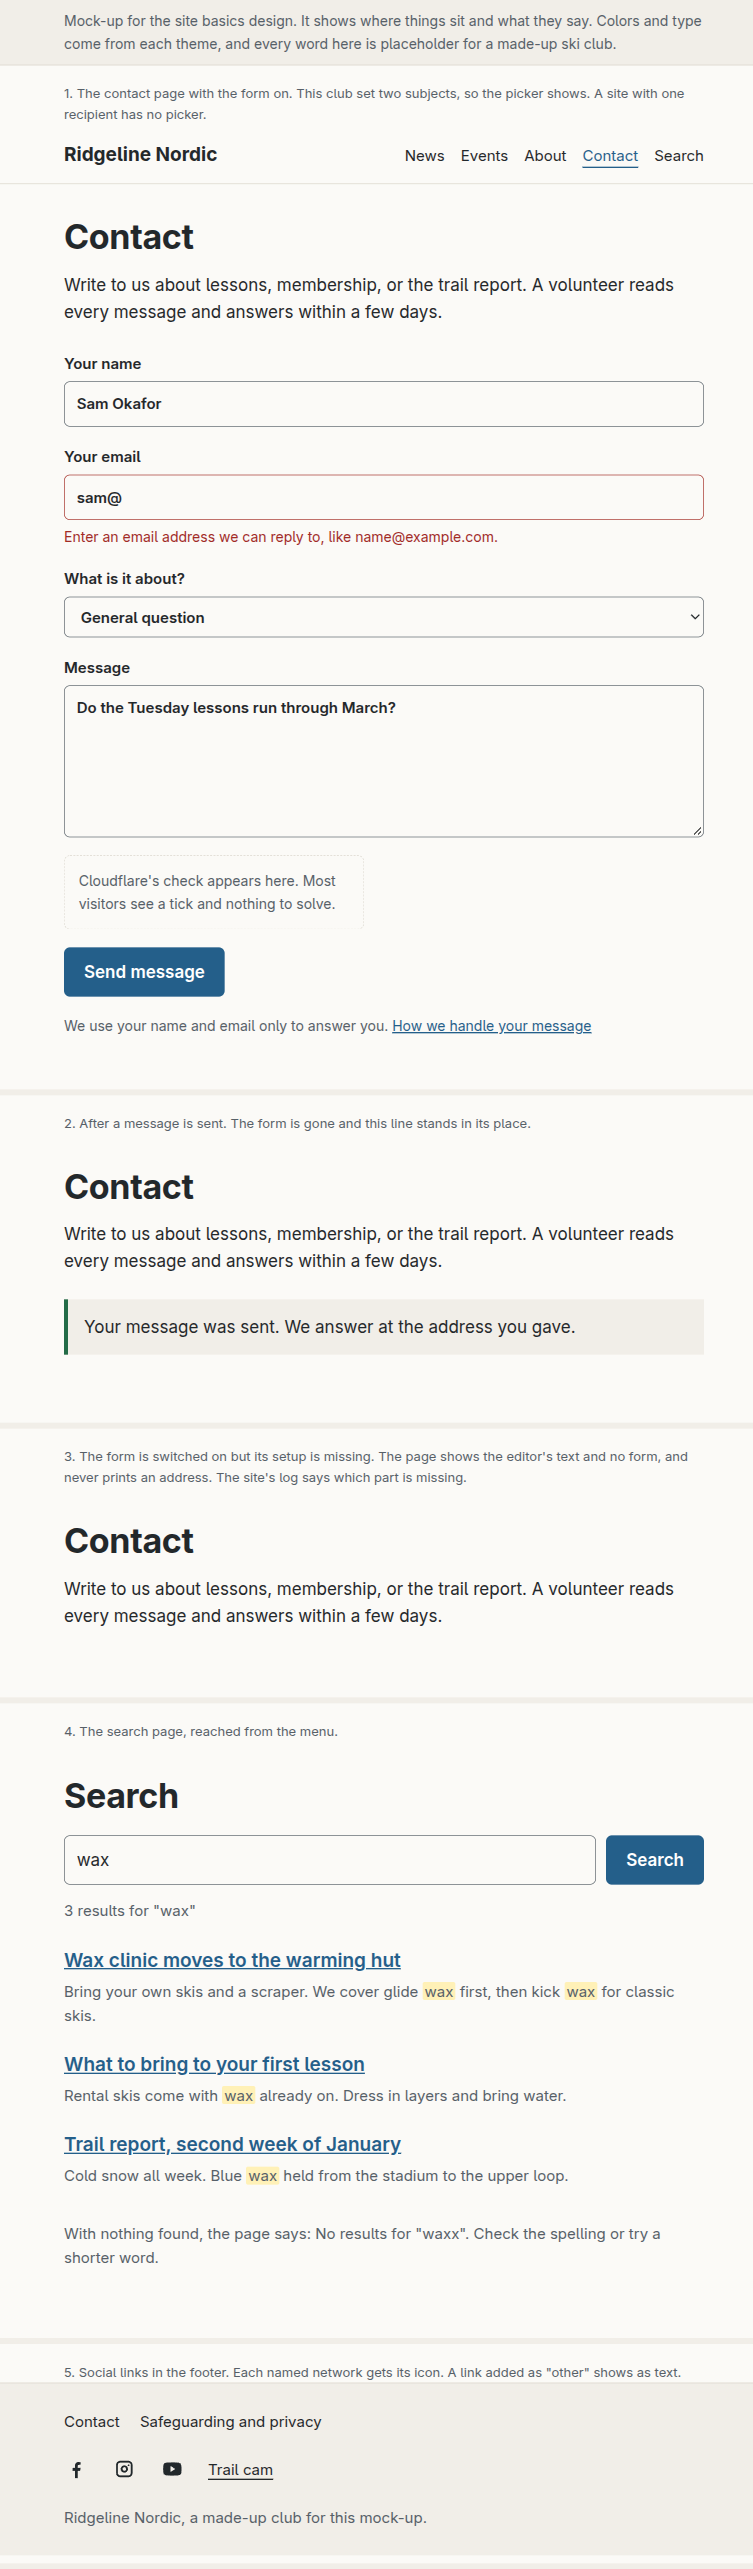 Mock-up for the site basics design. It shows where things sit and what they say. Colors and type
come from each theme, and every word here is placeholder for a made-up ski club.
1. The contact page with the form on. This club set two subjects, so the picker shows. A site with one
recipient has no picker.
Ridgeline Nordic
News Events About Contact Search
Contact
Write to us about lessons, membership, or the trail report. A volunteer reads
every message and answers within a few days.
Your name
Sam Okafor
Your email
sam@
Enter an email address we can reply to, like name@example.com.
What is it about?
General question
Message
Do the Tuesday lessons run through March?
Cloudflare's check appears here. Most
visitors see a tick and nothing to solve.
Send message
We use your name and email only to answer you. How we handle your message
2. After a message is sent. The form is gone and this line stands in its place.
Contact
Write to us about lessons, membership, or the trail report. A volunteer reads
every message and answers within a few days.
Your message was sent. We answer at the address you gave.
3. The form is switched on but its setup is missing. The page shows the editor's text and no form, and
never prints an address. The site's log says which part is missing.
Contact
Write to us about lessons, membership, or the trail report. A volunteer reads
every message and answers within a few days.
4. The search page, reached from the menu.
Search
wax
Search
3 results for "wax"
Wax clinic moves to the warming hut
Bring your own skis and a scraper. We cover glide wax first, then kick wax for classic
skis.
What to bring to your first lesson
Rental skis come with wax already on. Dress in layers and bring water.
Trail report, second week of January
Cold snow all week. Blue wax held from the stadium to the upper loop.
With nothing found, the page says: No results for "waxx". Check the spelling or try a
shorter word.
5. Social links in the footer. Each named network gets its icon. A link added as "other" shows as text.
Contact Safeguarding and privacy
Trail cam
Ridgeline Nordic, a made-up club for this mock-up.